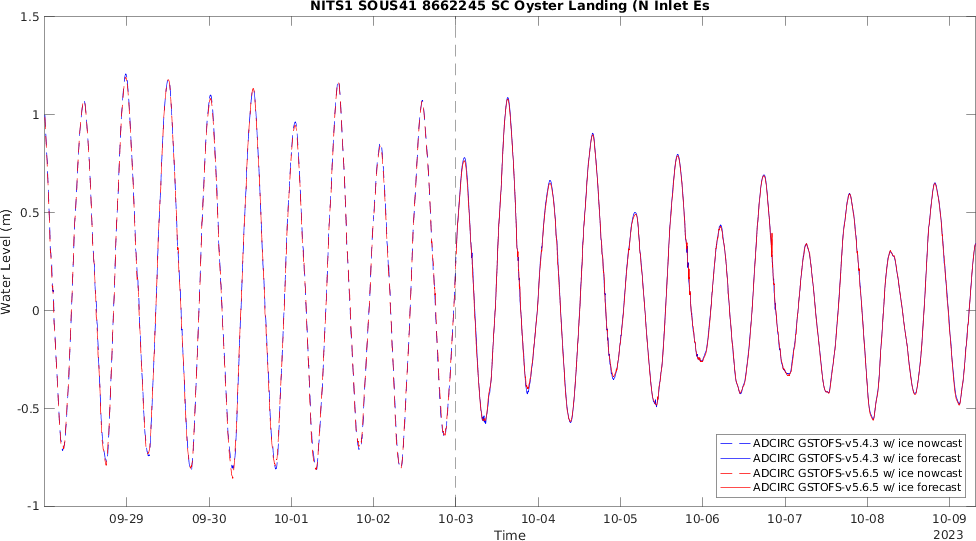 NITS1 SOUS41 8662245 SC Oyster Landing (N Inlet Es
1.5
1
0.5
0
-0.5
-1
Water Level (m)
ADCIRC GSTOFS-v5.4.3 w/ ice nowcast
ADCIRC GSTOFS-v5.4.3 w/ ice forecast
ADCIRC GSTOFS-v5.6.5 w/ ice nowcast
ADCIRC GSTOFS-v5.6.5 w/ ice forecast
09-29 09-30 10-01 10-02 10-03 10-04 10-05 10-06 10-07 10-08 10-09
Time 2023